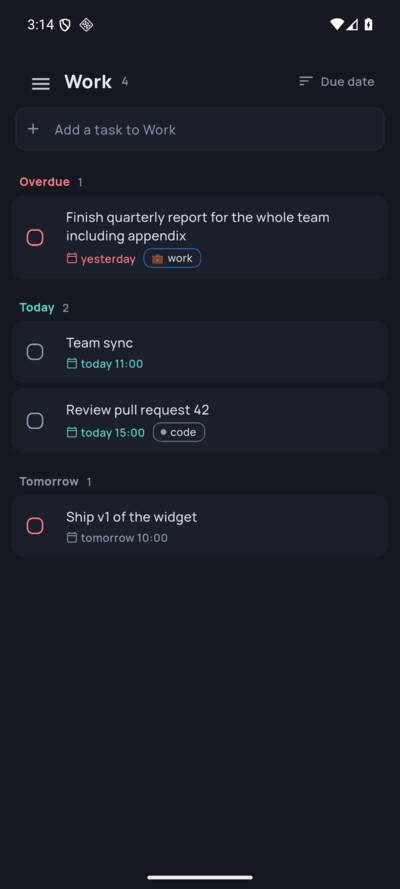 3:14
Work 4
Due date
Add a task to Work
Overdue 1
Finish quarterly report for the whole team
including appendix
yesterday
work
Today 2
Team sync
today 11:00
Review pull request 42
today 15:00
code
Tomorrow 1
Ship v1 of the widget
tomorrow 10:00